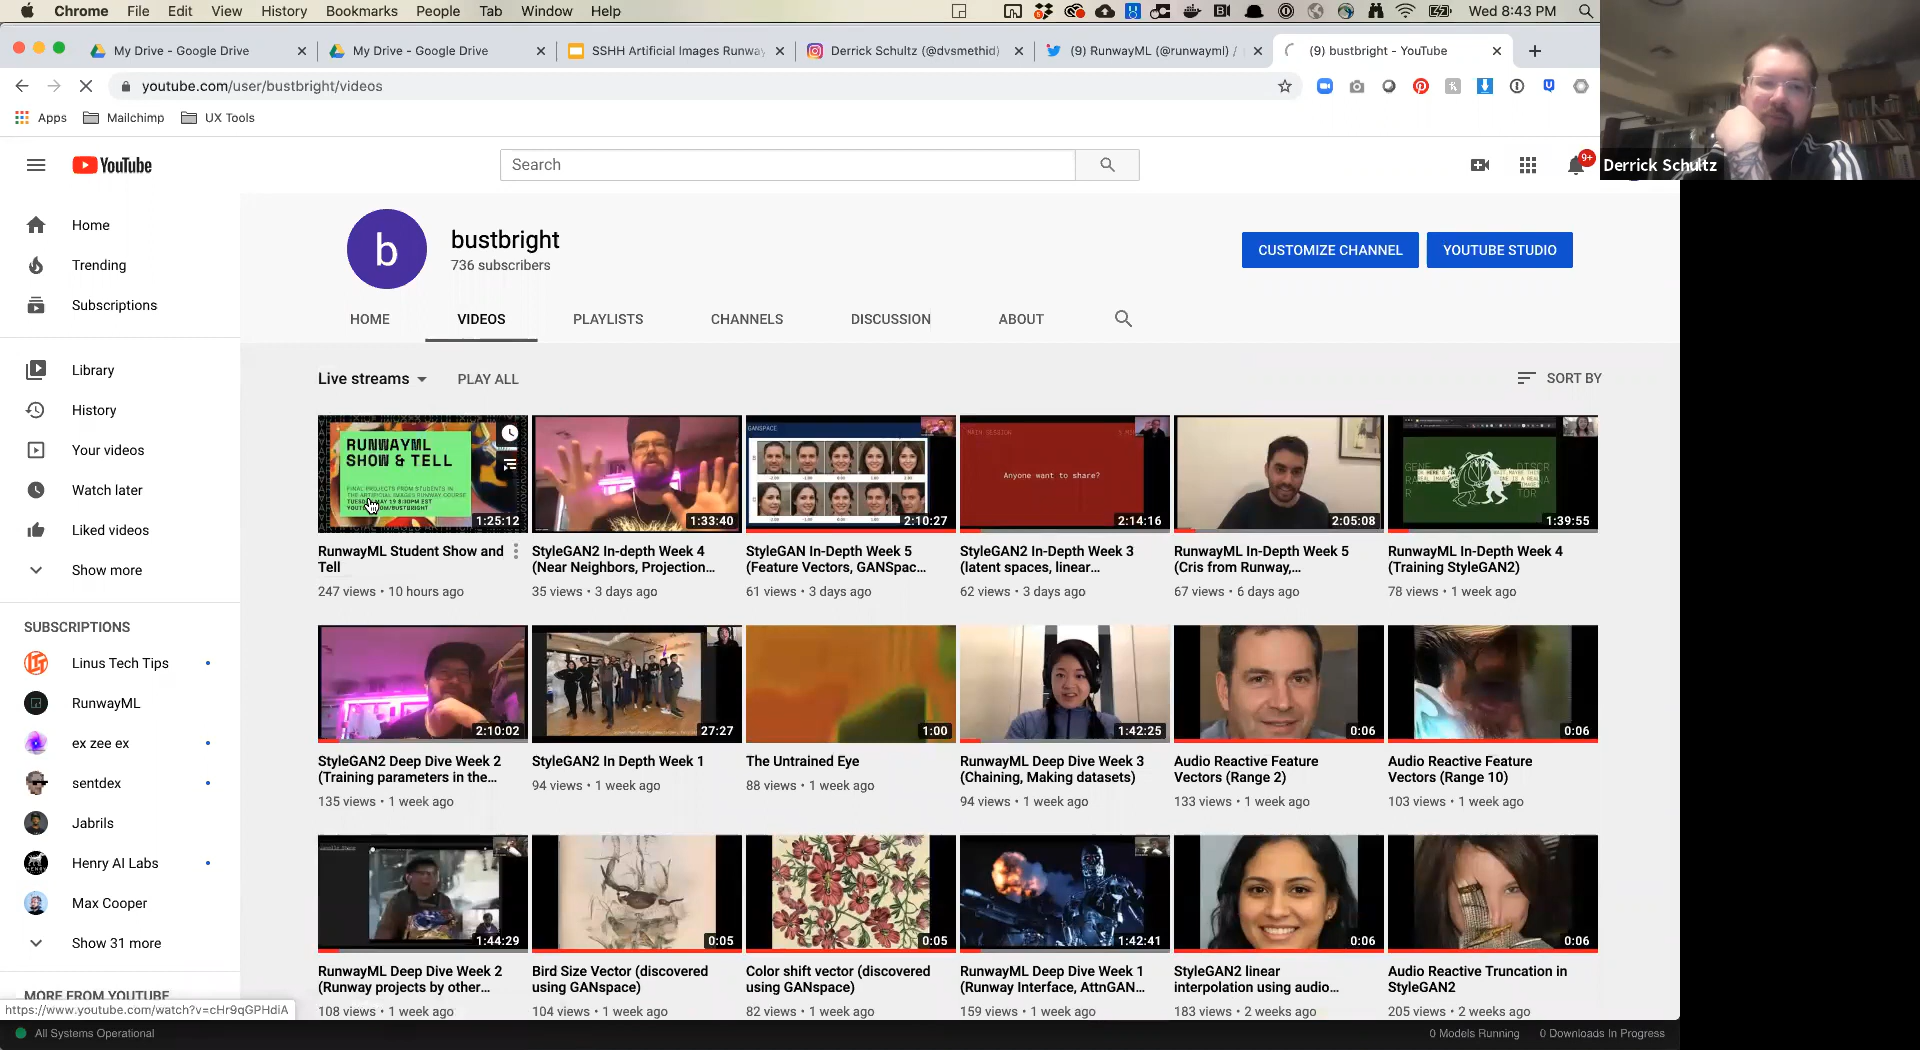 Chrome File Edit View History Bookmarks People Tab Window Help Wed 8:43 PM
My Drive - Google Drive My Drive - Google Drive SSHH Artificial Images Runway Derrick Schultz (@dvsmethid) (9) RunwayML (@runwayml) / (9) bustbright - YouTube
youtube.com/user/bustbright/videos
Apps Mailchimp UX Tools
YouTube
Search
9+
Derrick Schultz
Home
Trending
Subscriptions
Library
History
Your videos
Watch later
Liked videos
Show more
SUBSCRIPTIONS
Linus Tech Tips
RunwayML
ex zee ex
sentdex
Jabrils
Henry AI Labs
Max Cooper
Show 31 more
MORE FROM YOUTUBE
b
bustbright
736 subscribers
CUSTOMIZE CHANNEL YOUTUBE STUDIO
HOME VIDEOS PLAYLISTS CHANNELS DISCUSSION ABOUT
Live streams PLAY ALL SORT BY
RUNWAYML
SHOW & TELL
FINAL PROJECTS FROM STUDENTS IN
THE ARTIFICIAL IMAGES RUNWAY COURSE
TUESDAY MAY 19 8:30PM EST
1:25:12
RunwayML Student Show and
Tell
247 views • 10 hours ago
1:33:40
StyleGAN2 In-depth Week 4
(Near Neighbors, Projection...
35 views • 3 days ago
GANSPACE
2:10:27
StyleGAN In-Depth Week 5
(Feature Vectors, GANSpac...
61 views • 3 days ago
MAIN SESSION
Anyone want to share?
2:14:16
StyleGAN2 In-Depth Week 3
(latent spaces, linear...
62 views • 3 days ago
2:05:08
RunwayML In-Depth Week 5
(Cris from Runway,...
67 views • 6 days ago
1:39:55
RunwayML In-Depth Week 4
(Training StyleGAN2)
78 views • 1 week ago
2:10:02
StyleGAN2 Deep Dive Week 2
(Training parameters in the...
135 views • 1 week ago
27:27
StyleGAN2 In Depth Week 1
94 views • 1 week ago
1:00
The Untrained Eye
88 views • 1 week ago
1:42:25
RunwayML Deep Dive Week 3
(Chaining, Making datasets)
94 views • 1 week ago
0:06
Audio Reactive Feature
Vectors (Range 2)
133 views • 1 week ago
0:06
Audio Reactive Feature
Vectors (Range 10)
103 views • 1 week ago
1:44:29
RunwayML Deep Dive Week 2
(Runway projects by other...
108 views • 1 week ago
0:05
Bird Size Vector (discovered
using GANspace)
104 views • 1 week ago
0:05
Color shift vector (discovered
using GANspace)
82 views • 1 week ago
1:42:41
RunwayML Deep Dive Week 1
(Runway Interface, AttnGAN...
159 views • 1 week ago
0:06
StyleGAN2 linear
interpolation using audio...
183 views • 2 weeks ago
0:06
Audio Reactive Truncation in
StyleGAN2
205 views • 2 weeks ago
https://www.youtube.com/watch?v=cHr9qGPHdiA
All Systems Operational 0 Models Running 0 Downloads In Progress